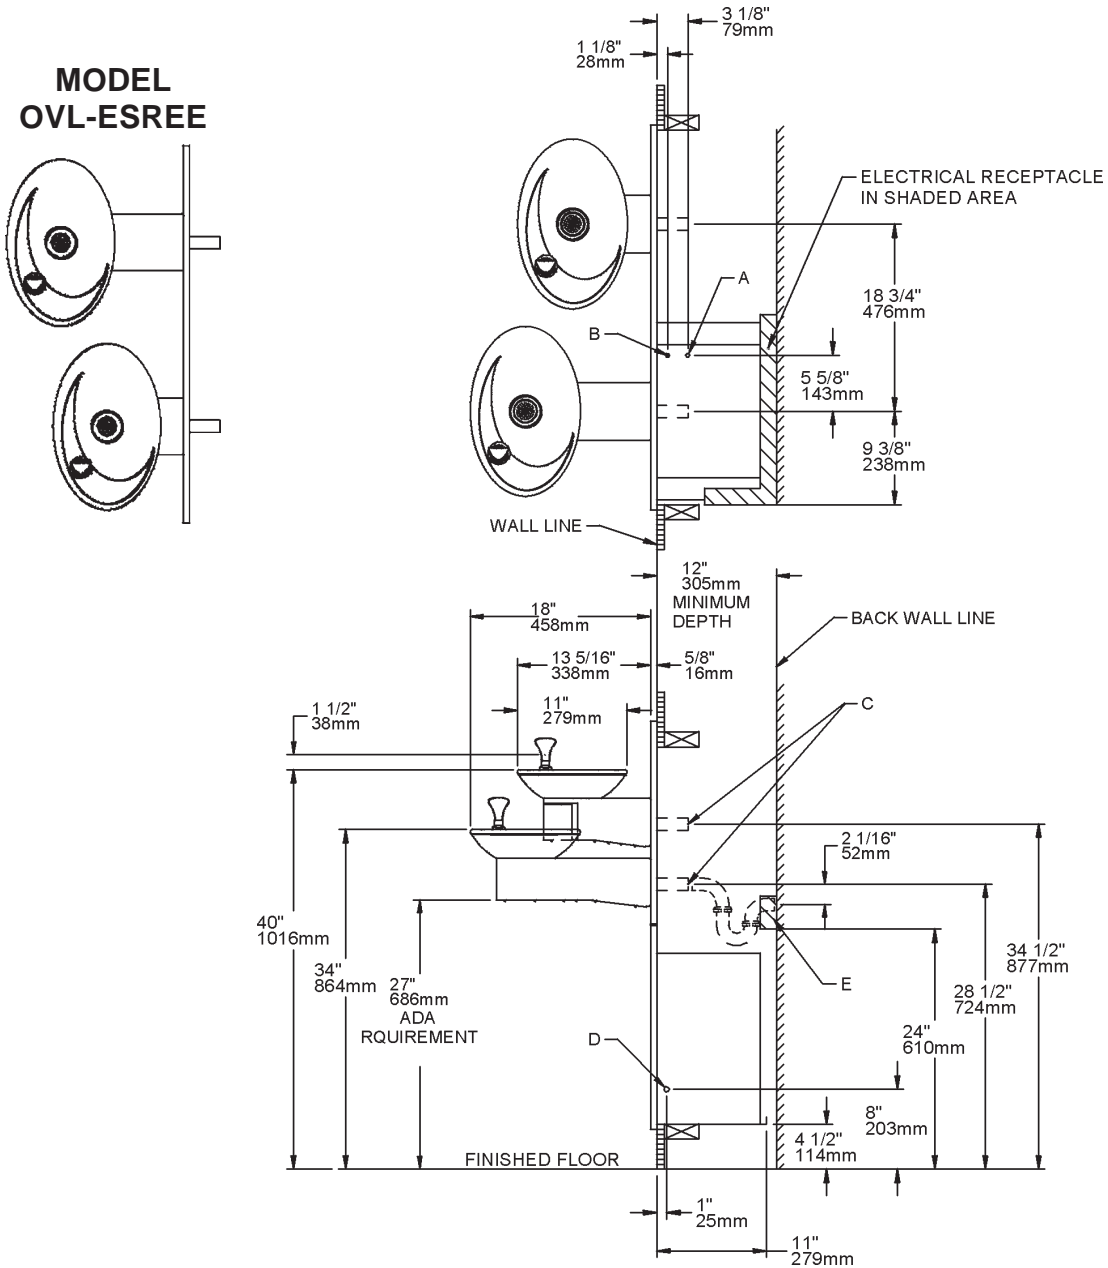 MODEL
OVL-ESREE
3 1/8"
79mm
1 1/8"
28mm
ELECTRICAL RECEPTACLE
IN SHADED AREA
A
B
18 3/4"
476mm
5 5/8"
143mm
9 3/8"
238mm
WALL LINE
12"
305mm
MINIMUM
DEPTH
18"
458mm
BACK WALL LINE
13 5/16"
338mm
5/8"
16mm
11"
279mm
1 1/2"
38mm
C
2 1/16"
52mm
40"
1016mm
34"
864mm
27"
686mm
ADA
RQUIREMENT
34 1/2"
877mm
28 1/2"
724mm
E
24"
610mm
D
8"
203mm
4 1/2"
114mm
FINISHED FLOOR
1"
25mm
11"
279mm